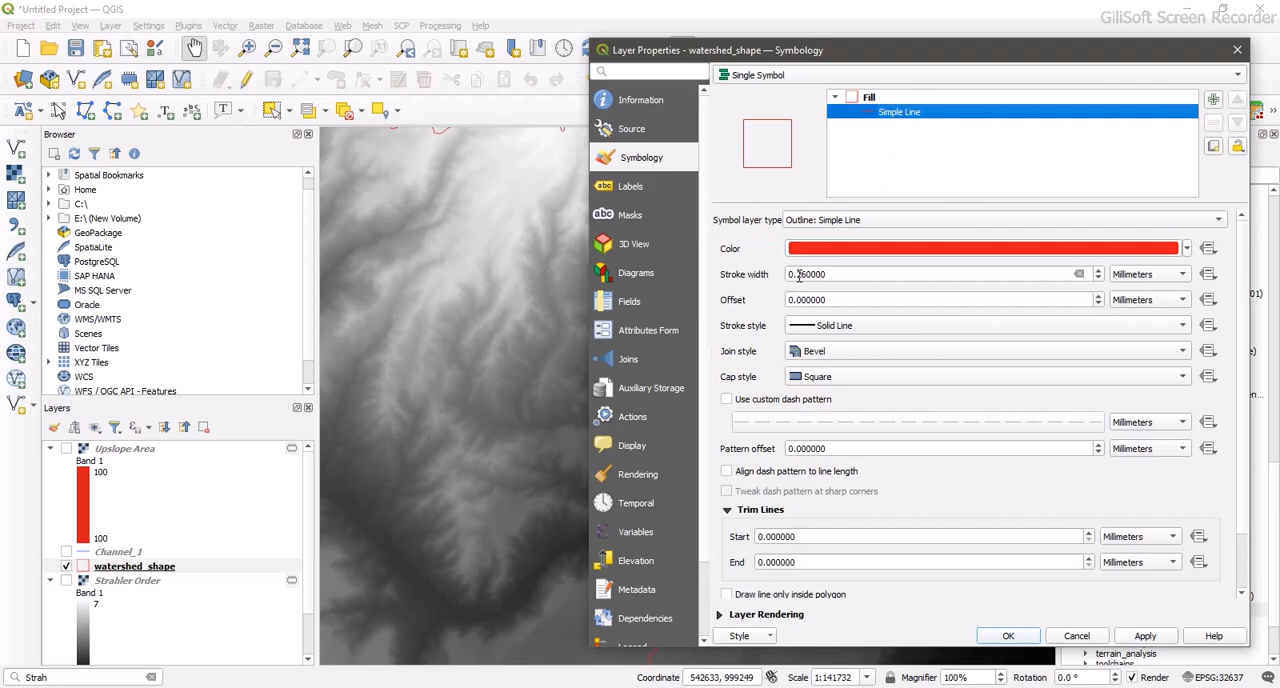 *Untitled Project — QGIS
GiliSoft Screen Recorder
Project Edit View Layer Settings Plugins Vector Raster Database Web Mesh SCP Processing Help
Layer Properties - watershed_shape — Symbology
Browser
Spatial Bookmarks
Home
C:\
E:\ (New Volume)
GeoPackage
SpatiaLite
PostgreSQL
SAP HANA
MS SQL Server
Oracle
WMS/WMTS
Scenes
Vector Tiles
XYZ Tiles
WCS
WFS / OGC API - Features
Layers
Upslope Area
Band 1
100
100
Channel_1
watershed_shape
Strahler Order
Band 1
7
Information
Source
Symbology
Labels
Masks
3D View
Diagrams
Fields
Attributes Form
Joins
Auxiliary Storage
Actions
Display
Rendering
Temporal
Variables
Elevation
Metadata
Dependencies
Single Symbol
Fill
Simple Line
Symbol layer type Outline: Simple Line
Color
Stroke width Millimeters
Offset 0.000000 Millimeters
Stroke style Solid Line
Join style Bevel
Cap style Square
Use custom dash pattern
Millimeters
Pattern offset 0.000000 Millimeters
Align dash pattern to line length
Tweak dash pattern at sharp corners
Trim Lines
Start 0.000000 Millimeters
End 0.000000 Millimeters
Draw line only inside polygon
Layer Rendering
Style OK Cancel Apply Help
terrain_analysis
toolchains
Strah
Coordinate 542633, 999249 Scale 1:141732 Magnifier 100% Rotation 0.0 ° Render EPSG:32637